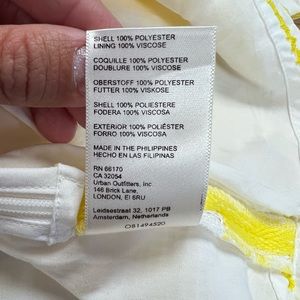 SHELL 100% POLYESTER
LINING 100% VISCOSE
COQUILLE 100% POLYESTER
DOUBLURE 100% VISCOSE
OBERSTOFF 100% POLYESTER
FUTTER 100% VISKOSE
SHELL 100% POLIESTERE
FODERA 100% VISCOSA
EXTERIOR 100% POLIÉSTER
FORRO 100% VISCOSA
MADE IN THE PHILIPPINES
HECHO EN LAS FILIPINAS
RN 66170
CA 32054
Urban Outfitters, Inc.
146 Brick Lane,
LONDON, E1 6RU
Leidsestraat 32, 1017 PB
Amsterdam, Netherlands
OS1494520